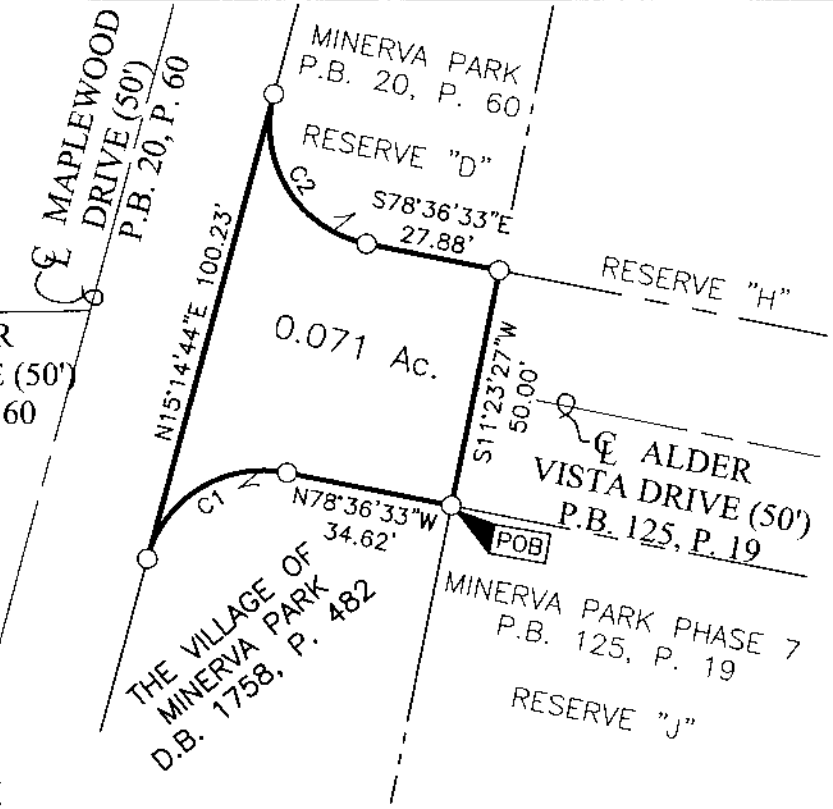 MAPLEWOOD
DRIVE (50')
P.B. 20, P. 60
℄
MINERVA PARK
P.B. 20, P. 60
RESERVE "D"
C2
S78°36'33"E
27.88'
RESERVE "H"
N15°14'44"E 100.23'
0.071 Ac.
S11°23'27"W
50.00'
R
E (50')
60
℄ ALDER
VISTA DRIVE (50')
P.B. 125, P. 19
C1
N78°36'33"W
34.62'
POB
THE VILLAGE OF
MINERVA PARK
D.B. 1758, P. 482
MINERVA PARK PHASE 7
P.B. 125, P. 19
RESERVE "J"